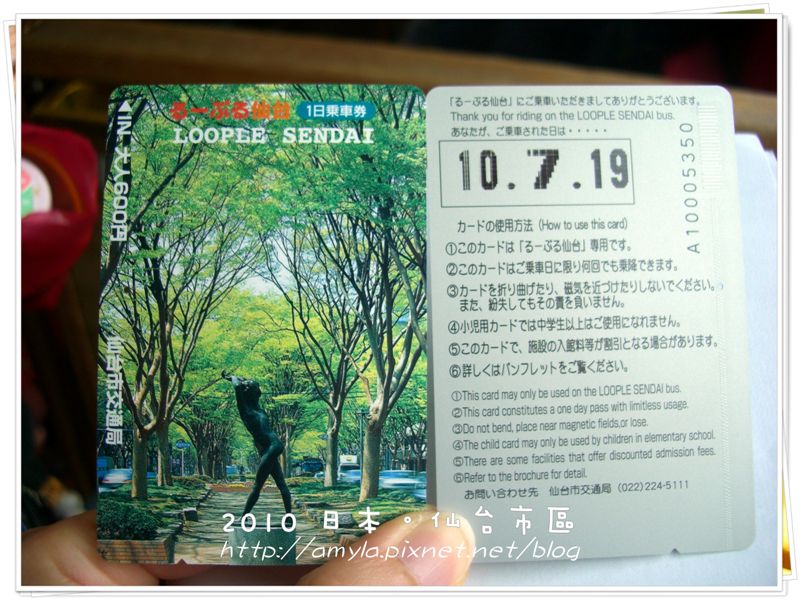 るーぷる仙台 1日乗車券
LOOPLE SENDAI
◀IN 大人600円
仙台市交通局
「るーぷる仙台」にご乗車いただきましてありがとうございます。
Thank you for riding on the LOOPLE SENDAI bus.
あなたが、ご乗車された日は・・・・・
10.7.19
A10005350
カードの使用方法（How to use this card）
①このカードは「るーぷる仙台」専用です。
②このカードはご乗車日に限り何回でも乗降できます。
③カードを折り曲げたり、磁気を近づけたりしないでください。
また、紛失してもその責を負いません。
④小児用カードでは中学生以上はご使用になれません。
⑤このカードで、施設の入館料等が割引となる場合があります。
⑥詳しくはパンフレットをご覧ください。
①This card may only be used on the LOOPLE SENDAI bus.
②This card constitutes a one day pass with limitless usage.
③Do not bend, place near magnetic fields,or lose.
④The child card may only be used by children in elementary school.
⑤There are some facilities that offer discounted admission fees.
⑥Refer to the brochure for detail.
お問い合わせ先 仙台市交通局（022）224-5111
2010 日本。仙台市區
http://amyla.pixnet.net/blog